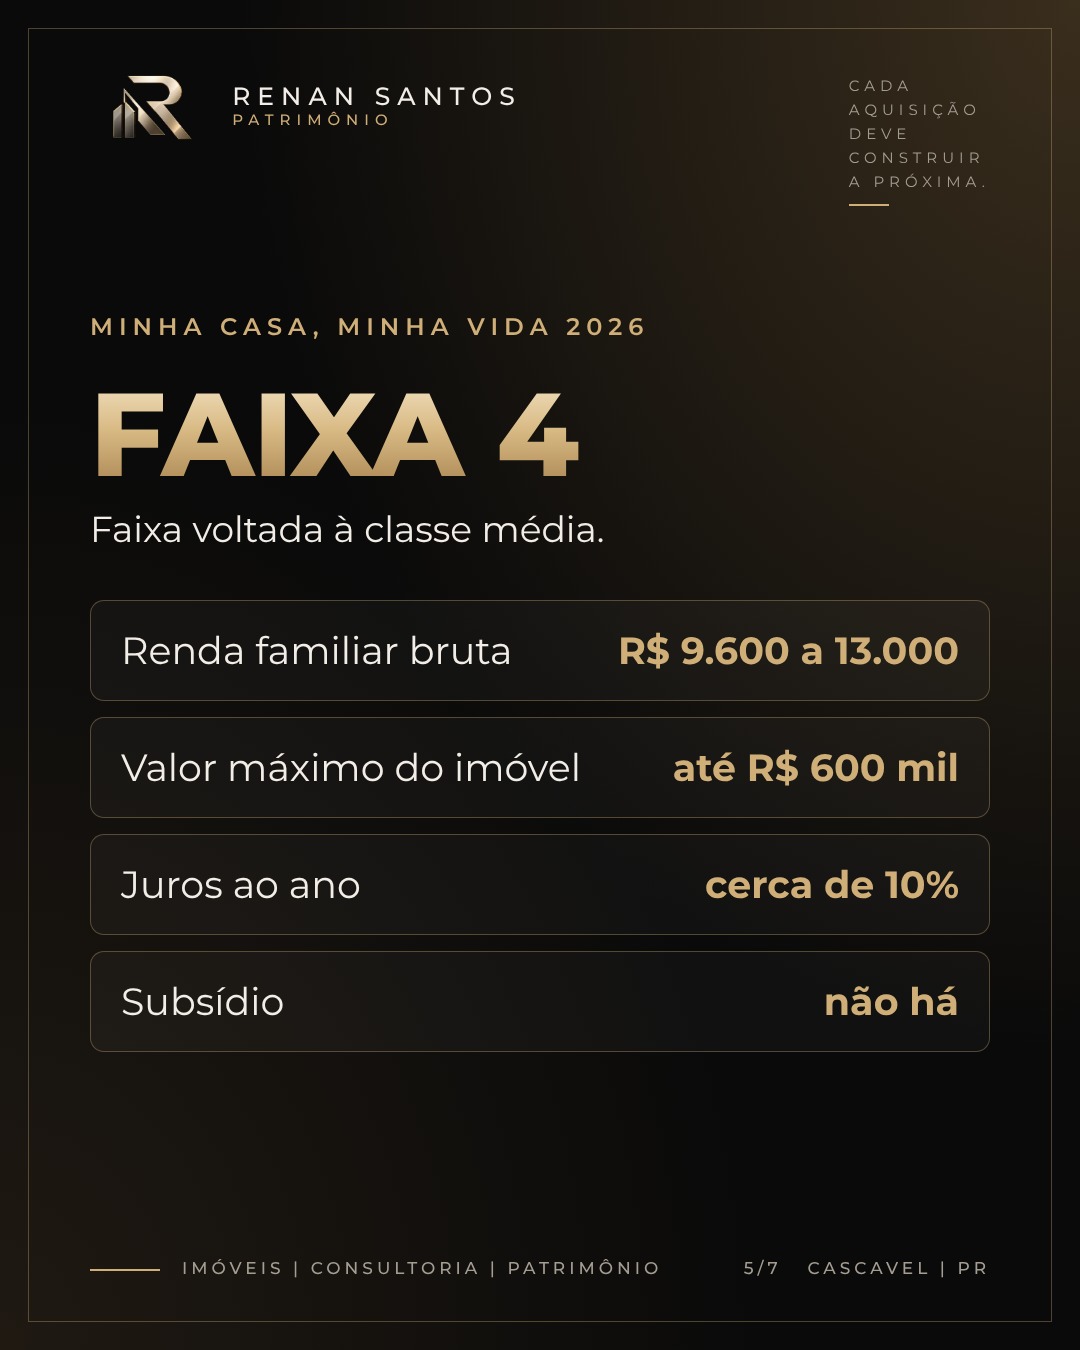 RENAN SANTOS
PATRIMÔNIO
CADA
AQUISIÇÃO
DEVE
CONSTRUIR
A PRÓXIMA.
MINHA CASA, MINHA VIDA 2026
FAIXA 4
Faixa voltada à classe média.
Renda familiar bruta R$ 9.600 a 13.000
Valor máximo do imóvel até R$ 600 mil
Juros ao ano cerca de 10%
Subsídio não há
IMÓVEIS | CONSULTORIA | PATRIMÔNIO 5/7 CASCAVEL | PR